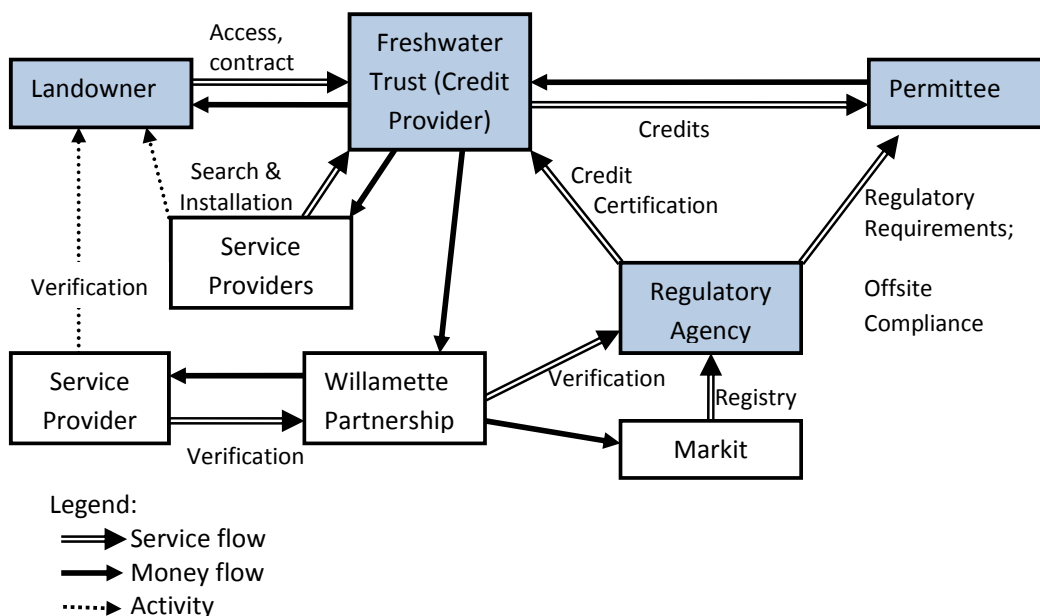 Access,
contract
Landowner
Freshwater
Trust (Credit
Provider)
Permittee
Credits
Search &
Installation
Credit
Certification
Regulatory
Requirements;
Offsite
Compliance
Service
Providers
Verification
Regulatory
Agency
Service
Provider
Willamette
Partnership
Verification
Registry
Verification
Markit
Legend:
Service flow
Money flow
Activity